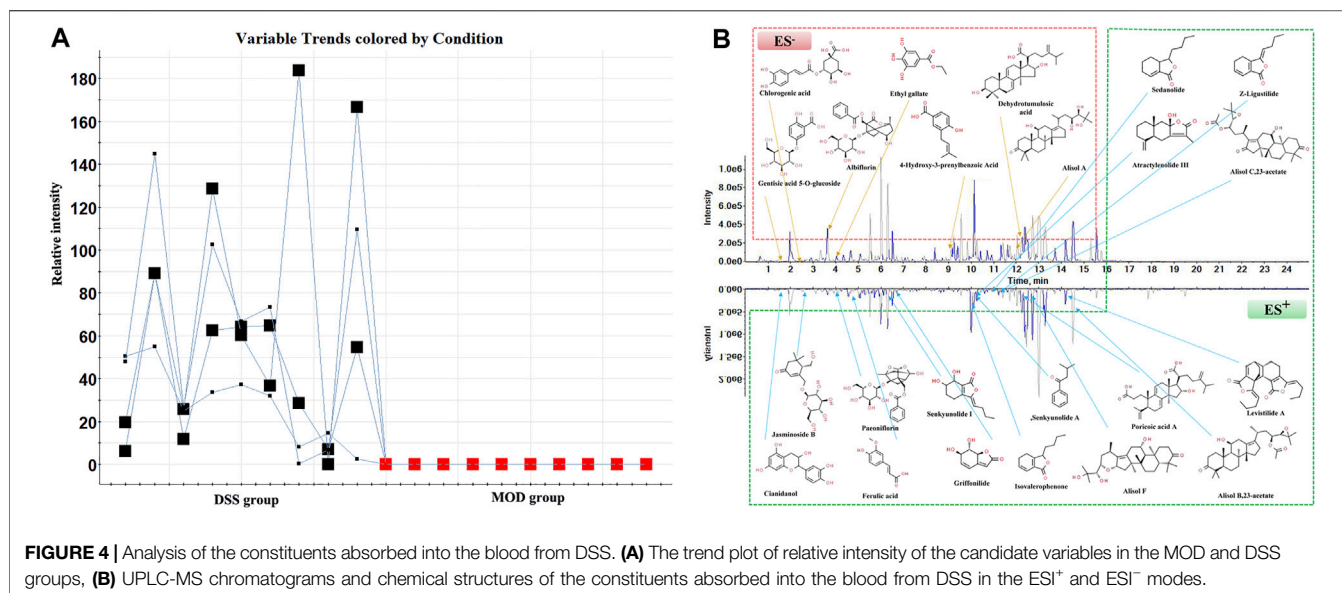 A
Variable Trends colored by Condition
Relative intensity
180
160
140
120
100
80
60
40
20
0
DSS group
MOD group
B
ES-
Chlorogenic acid
Ethyl gallate
Dehydrotumulosic
acid
Gentisic acid 5-O-glucoside
Albiflorin
4-Hydroxy-3-prenylbenzoic Acid
Alisol A
Sedanolide
Z-Ligustilide
Atractylenolide III
Alisol C,23-acetate
Intensity
1.0e6
8.0e5
6.0e5
4.0e5
2.0e5
0.0e0
1 2 3 4 5 6 7 8 9 10 11 12 13 14 15 16 17 18 19 20 21 22 23 24
Time, min
ES+
Jasminoside B
Paeoniflorin
Senkyunolide I
Senkyunolide A
Poricoic acid A
Levistilide A
Cianidanol
Ferulic acid
Griffonilide
Isovalerophenone
Alisol F
Alisol B,23-acetate
FIGURE 4 | Analysis of the constituents absorbed into the blood from DSS. (A) The trend plot of relative intensity of the candidate variables in the MOD and DSS
groups, (B) UPLC-MS chromatograms and chemical structures of the constituents absorbed into the blood from DSS in the ESI+ and ESI− modes.